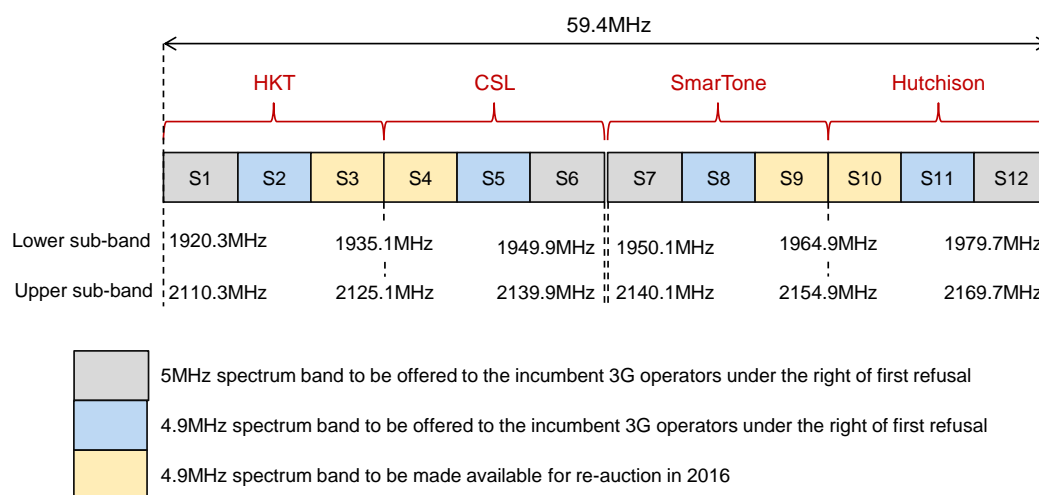 59.4MHz
HKT CSL SmarTone Hutchison
S1 S2 S3 S4 S5 S6 S7 S8 S9 S10 S11 S12
Lower sub-band 1920.3MHz 1935.1MHz 1949.9MHz 1950.1MHz 1964.9MHz 1979.7MHz
Upper sub-band 2110.3MHz 2125.1MHz 2139.9MHz 2140.1MHz 2154.9MHz 2169.7MHz
5MHz spectrum band to be offered to the incumbent 3G operators under the right of first refusal
4.9MHz spectrum band to be offered to the incumbent 3G operators under the right of first refusal
4.9MHz spectrum band to be made available for re-auction in 2016